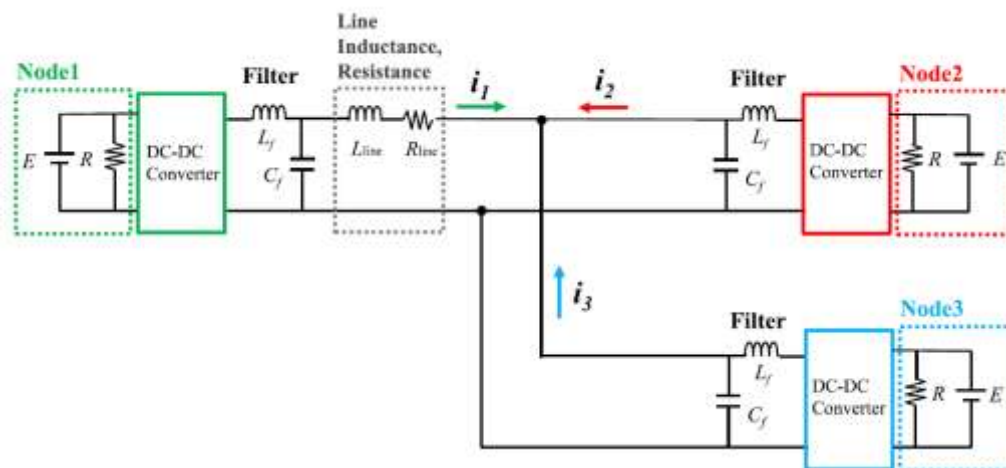 Line
Inductance,
Resistance
Node1
Filter
i1
i2
Filter
Node2
E
R
DC-DC
Converter
Lf
Cf
Lline
Rline
Lf
Cf
DC-DC
Converter
R
E
i3
Filter
Node3
Lf
Cf
DC-DC
Converter
R
E